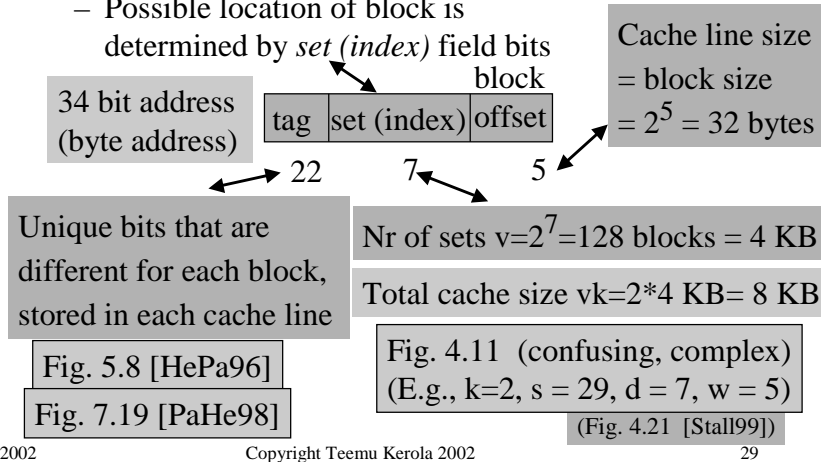 – Possible location of block is
determined by set (index) field bits
Cache line size
= block size
= 2^5 = 32 bytes
34 bit address
(byte address)
block
tag set (index) offset
22 7 5
Unique bits that are
different for each block,
stored in each cache line
Nr of sets v=2^7=128 blocks = 4 KB
Total cache size vk=2*4 KB= 8 KB
Fig. 5.8 [HePa96]
Fig. 7.19 [PaHe98]
Fig. 4.11 (confusing, complex)
(E.g., k=2, s = 29, d = 7, w = 5)
(Fig. 4.21 [Stall99])
2002 Copyright Teemu Kerola 2002 29